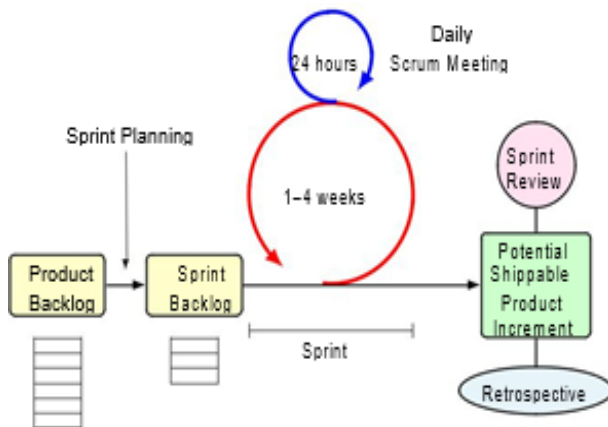 Daily
Scrum Meeting
24 hours
Sprint Planning
1–4 weeks
Sprint
Review
Product
Backlog
Sprint
Backlog
Potential
Shippable
Product
Increment
Sprint
Retrospective